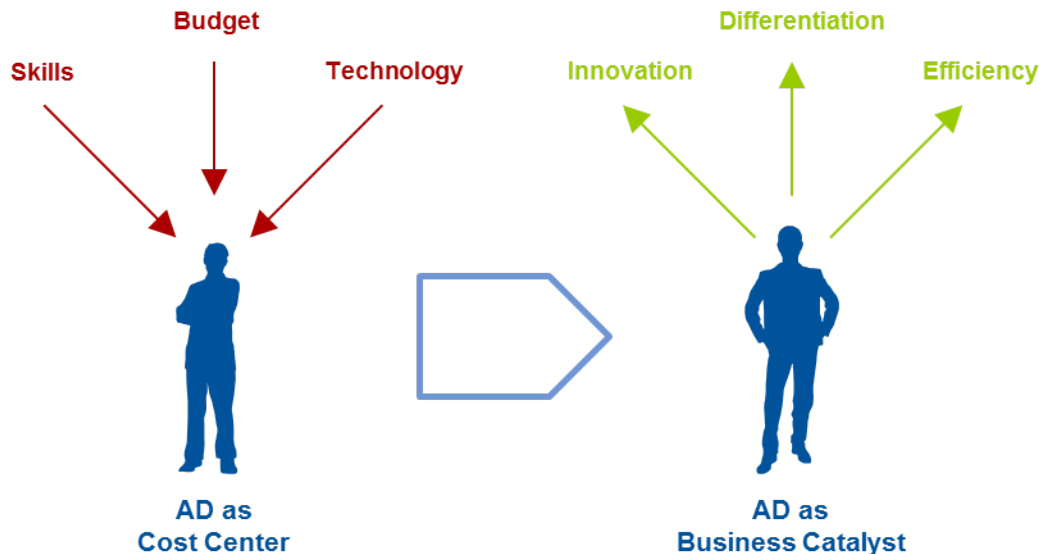 Budget
Skills
Technology
AD as
Cost Center
Differentiation
Innovation
Efficiency
AD as
Business Catalyst